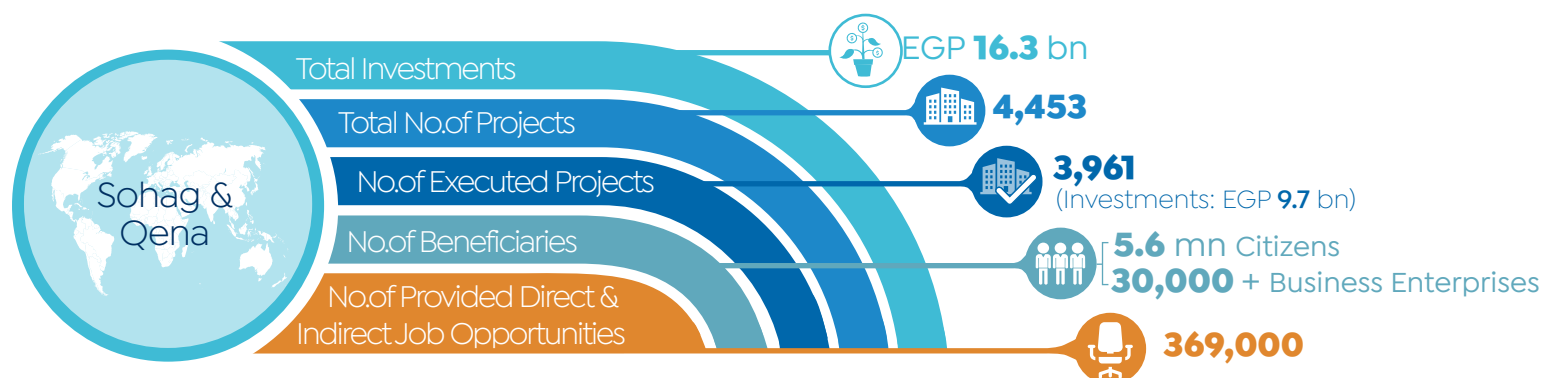 Sohag &
Qena
Total Investments
EGP 16.3 bn
Total No.of Projects
4,453
No.of Executed Projects
3,961
(Investments: EGP 9.7 bn)
No.of Beneficiaries
5.6 mn Citizens
30,000 + Business Enterprises
No.of Provided Direct &
Indirect Job Opportunities
369,000